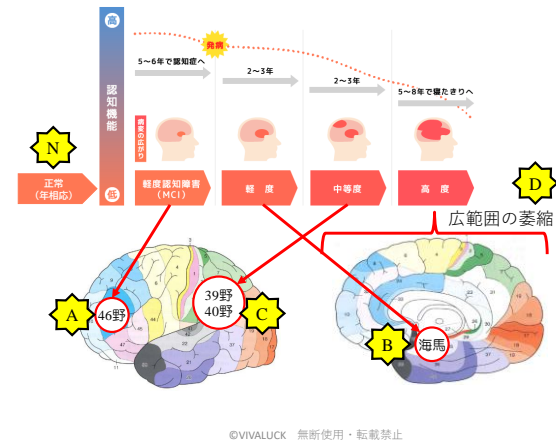 高
発病
5～6年で認知症へ
2～3年
2～3年
5～8年で寝たきりへ
認知機能
病変の広がり
N
正常
(年相応)
低
軽度認知障害
(MCI)
軽 度
中等度
高 度
D
広範囲の萎縮
A
46野
39野
40野
C
B
海馬
©VIVALUCK 無断使用・転載禁止